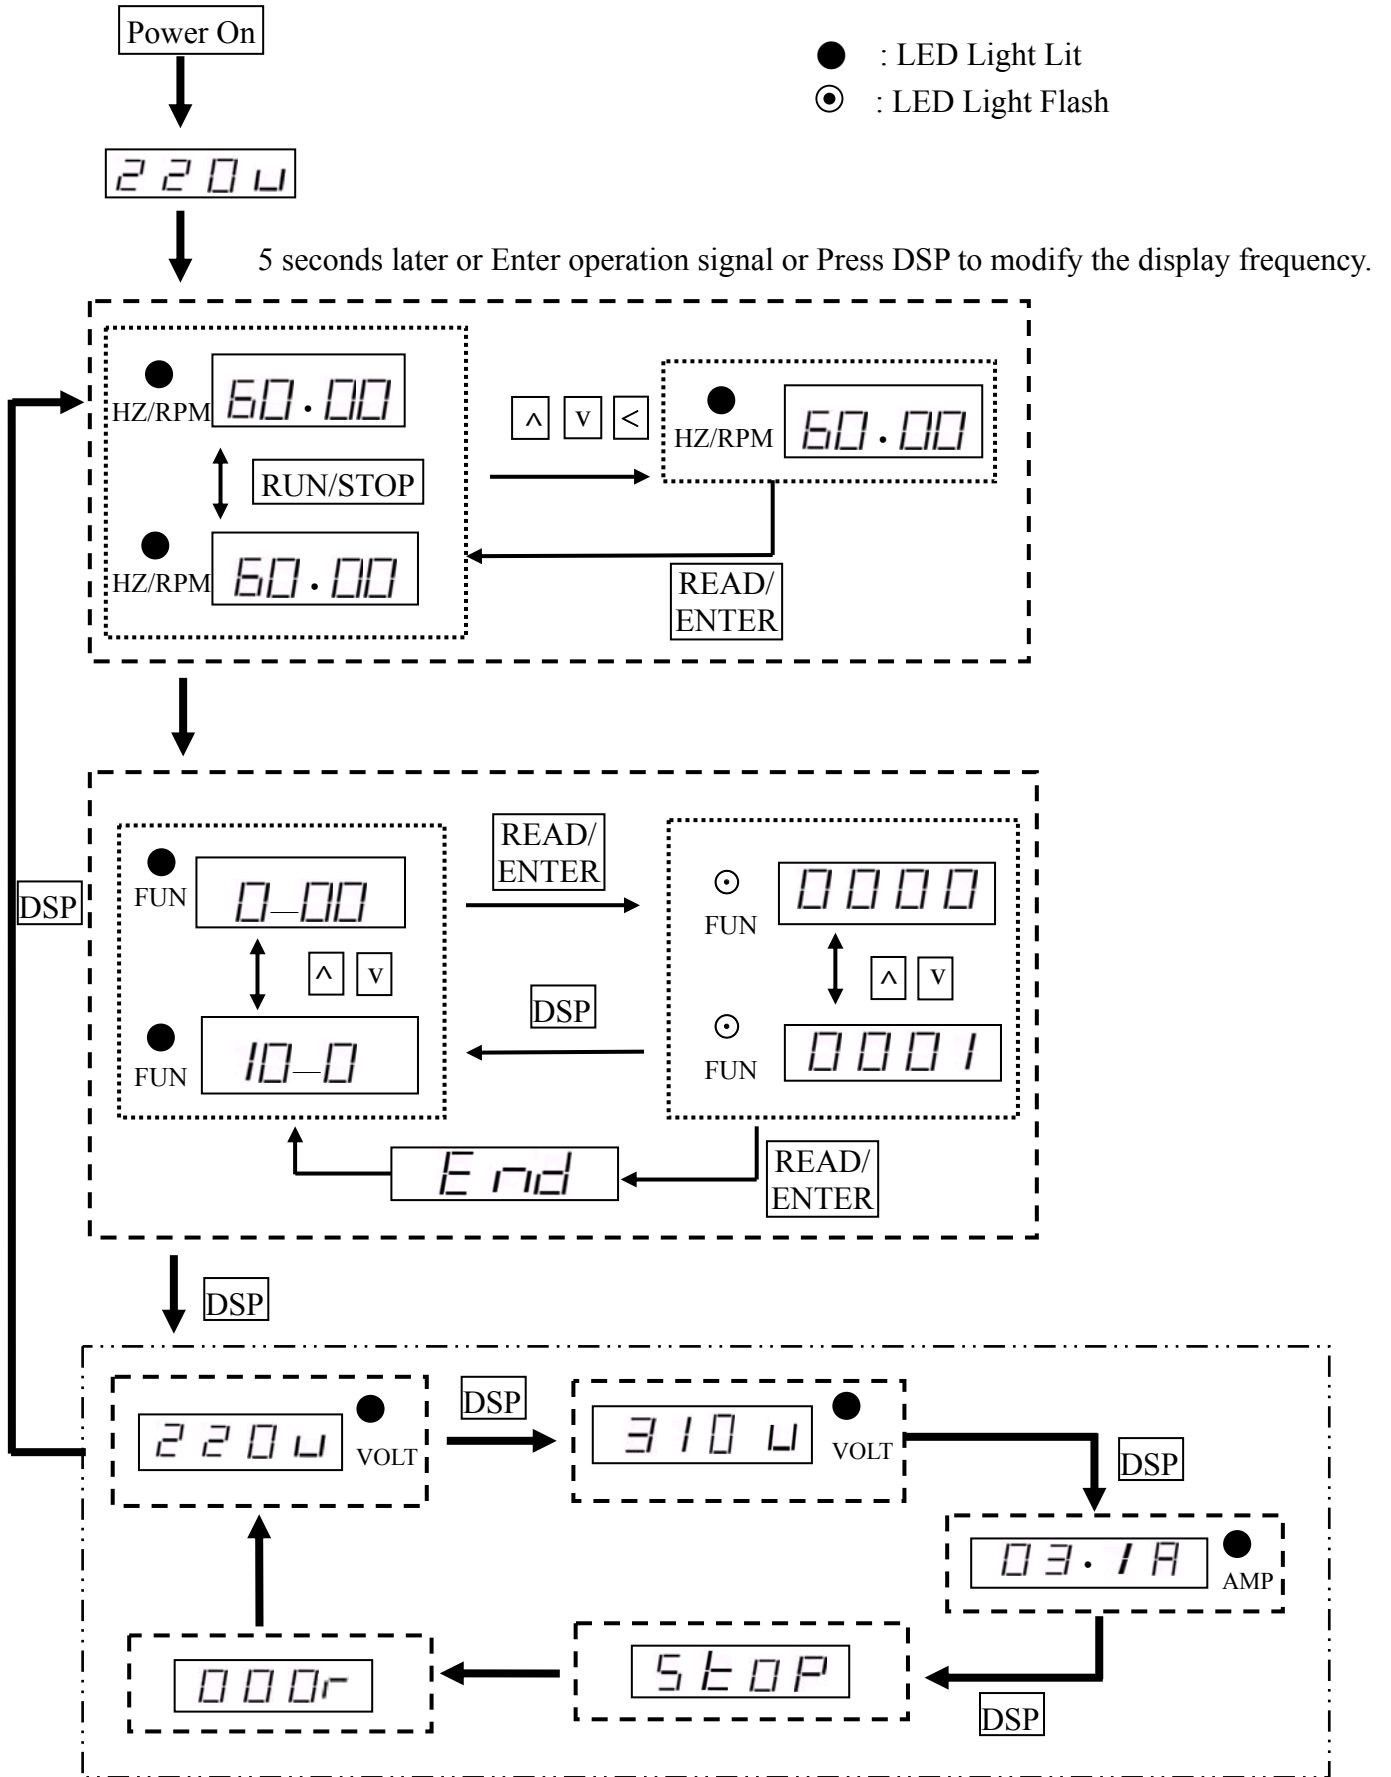 Power On
: LED Light Lit
: LED Light Flash
220u
5 seconds later or Enter operation signal or Press DSP to modify the display frequency.
HZ/RPM 60.00
^ v <
HZ/RPM 60.00
RUN/STOP
HZ/RPM 60.00
READ/
ENTER
DSP
FUN 0—00
READ/
ENTER
FUN 0000
^ v
DSP
^ v
FUN 10—0
FUN 0001
End
READ/
ENTER
DSP
220u VOLT
DSP
310u VOLT
DSP
03.1A AMP
DSP
StoP
000r